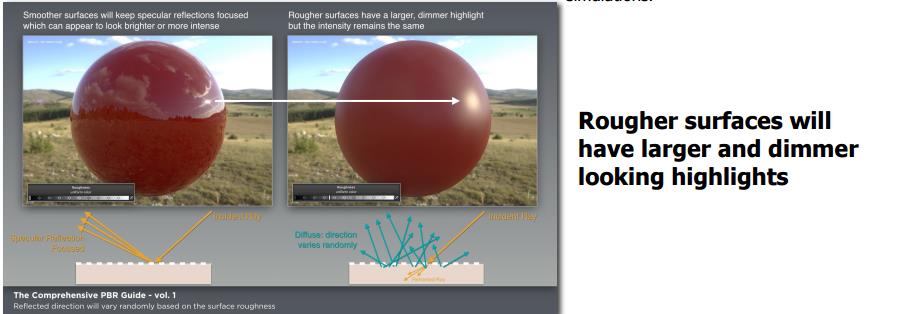 simulations.
Smoother surfaces will keep specular reflections focused
which can appear to look brighter or more intense
Rougher surfaces have a larger, dimmer highlight
but the intensity remains the same
Roughness
uniform color
Roughness
uniform color
Incident Ray
Specular Reflection
Focused
Incident Ray
Diffuse: direction
varies randomly
Refracted Ray
The Comprehensive PBR Guide - vol. 1
Reflected direction will vary randomly based on the surface roughness
Rougher surfaces will
have larger and dimmer
looking highlights